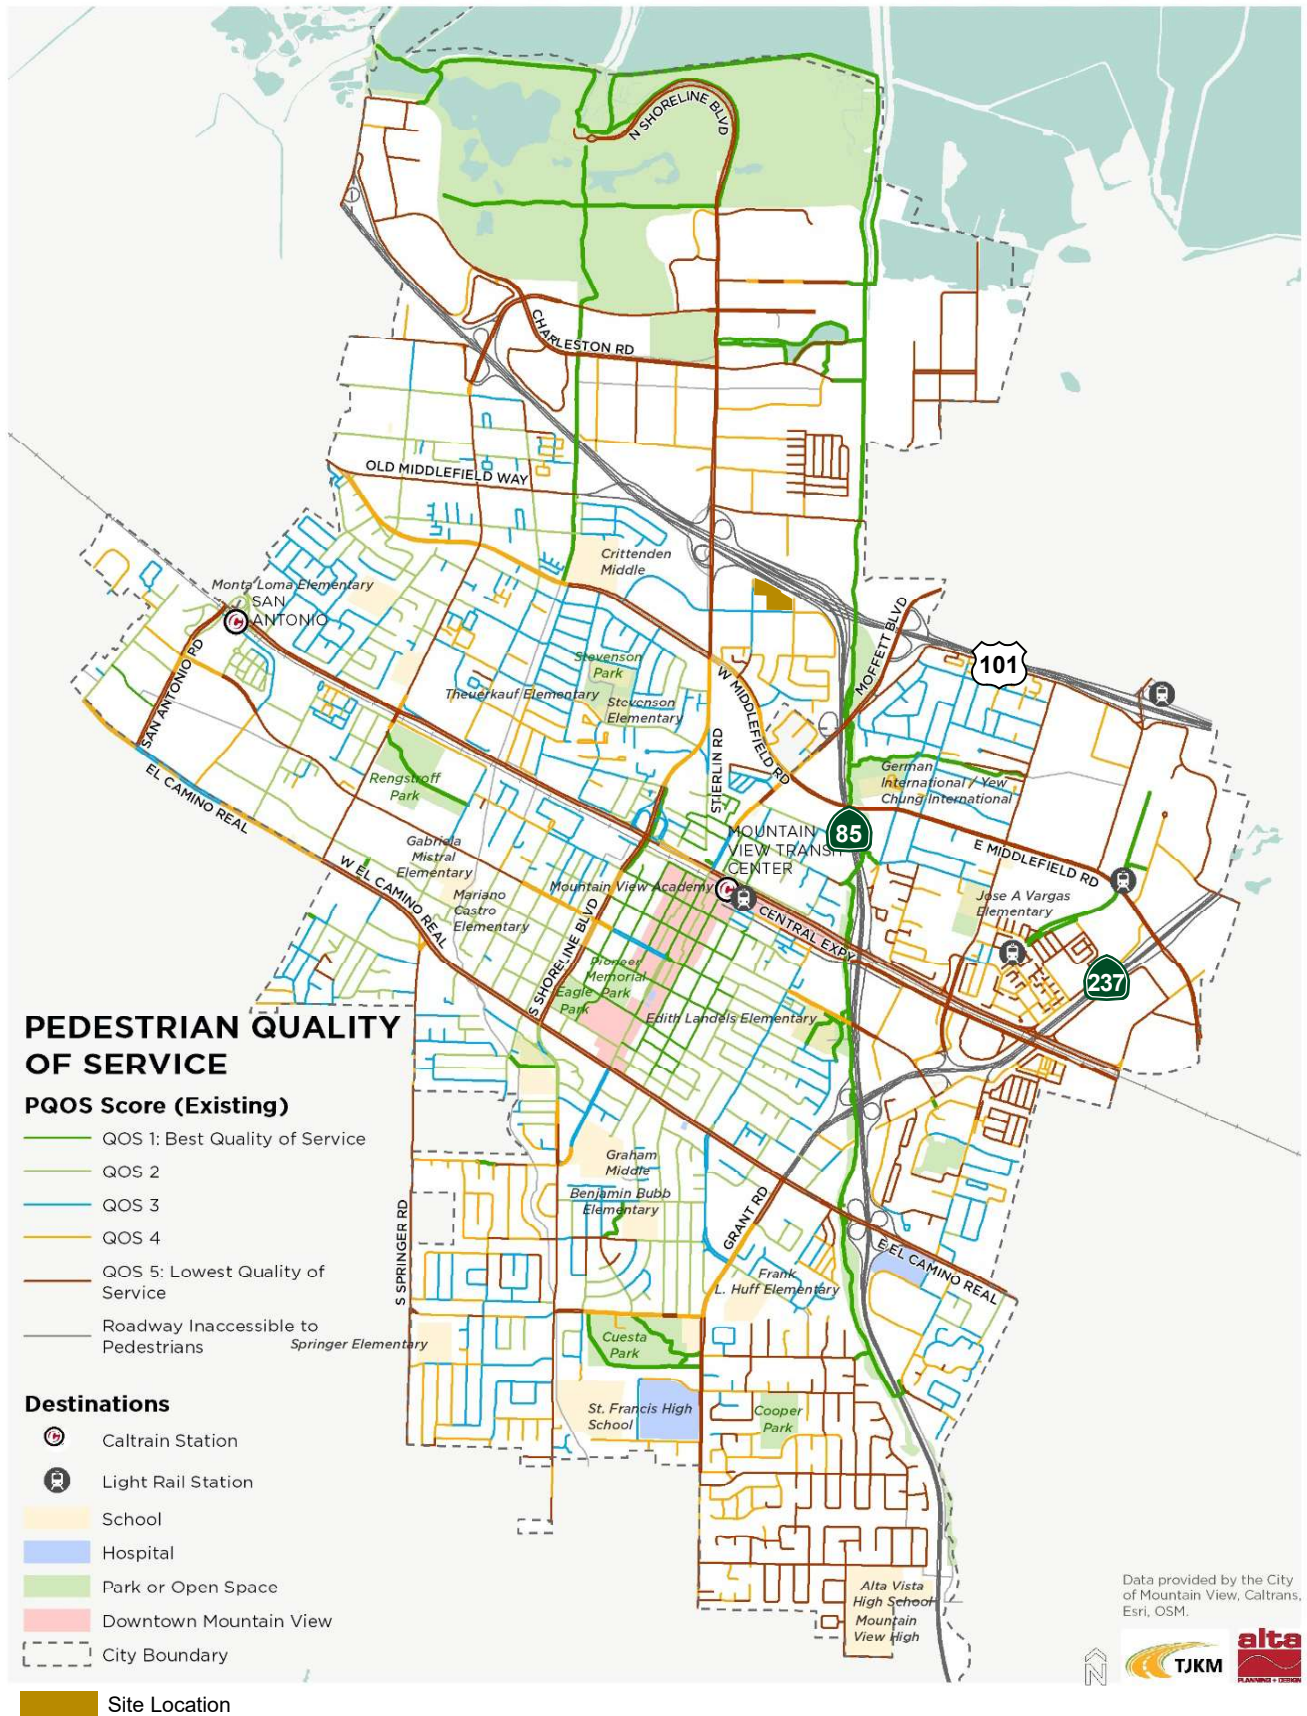 N SHORELINE BLVD
CHARLESTON RD
OLD MIDDLEFIELD WAY
Crittenden
Middle
Monta Loma Elementary
SAN
ANTONIO
MOFFETT BLVD
101
SAN ANTONIO RD
Stevenson
Park
Theuerkauf Elementary
Stevenson
Elementary
W MIDDLEFIELD RD
STIERLIN RD
EL CAMINO REAL
Rengstroff
Park
German
International / Yew
Chung International
MOUNTAIN
VIEW TRANSIT
CENTER
85
E MIDDLEFIELD RD
Gabriela
Mistral
Elementary
W EL CAMINO REAL
Mountain View Academy
Mariano
Castro
Elementary
Jose A Vargas
Elementary
CENTRAL EXPY
S SHORELINE BLVD
Pioneer
Memorial
Park
Eagle
Park
237
Edith Landels Elementary
PEDESTRIAN QUALITY
OF SERVICE
PQOS Score (Existing)
QOS 1: Best Quality of Service
QOS 2
QOS 3
QOS 4
QOS 5: Lowest Quality of
Service
Roadway Inaccessible to
Pedestrians
Graham
Middle
Benjamin Bubb
Elementary
S SPRINGER RD
GRANT RD
E EL CAMINO REAL
Frank
L. Huff Elementary
Springer Elementary
Cuesta
Park
St. Francis High
School
Cooper
Park
Destinations
Caltrain Station
Light Rail Station
School
Hospital
Park or Open Space
Downtown Mountain View
City Boundary
Site Location
Alta Vista
High School
Mountain
View High
Data provided by the City
of Mountain View, Caltrans,
Esri, OSM.
N
TJKM
alta
PLANNING + DESIGN